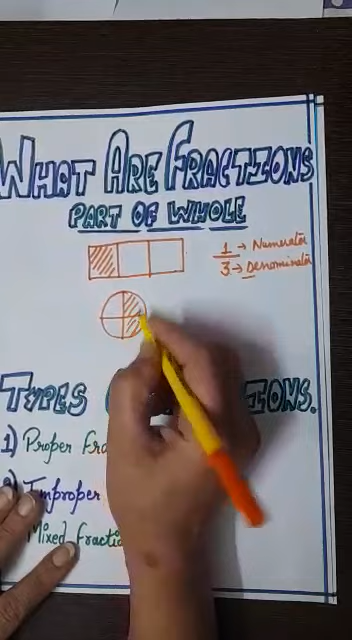 WHAT ARE FRACTIONS
PART OF WHOLE
1 → Numerator
3 → Denominator
TYPES IONS.
1) Proper Fra
Improper
Mixed Fractio